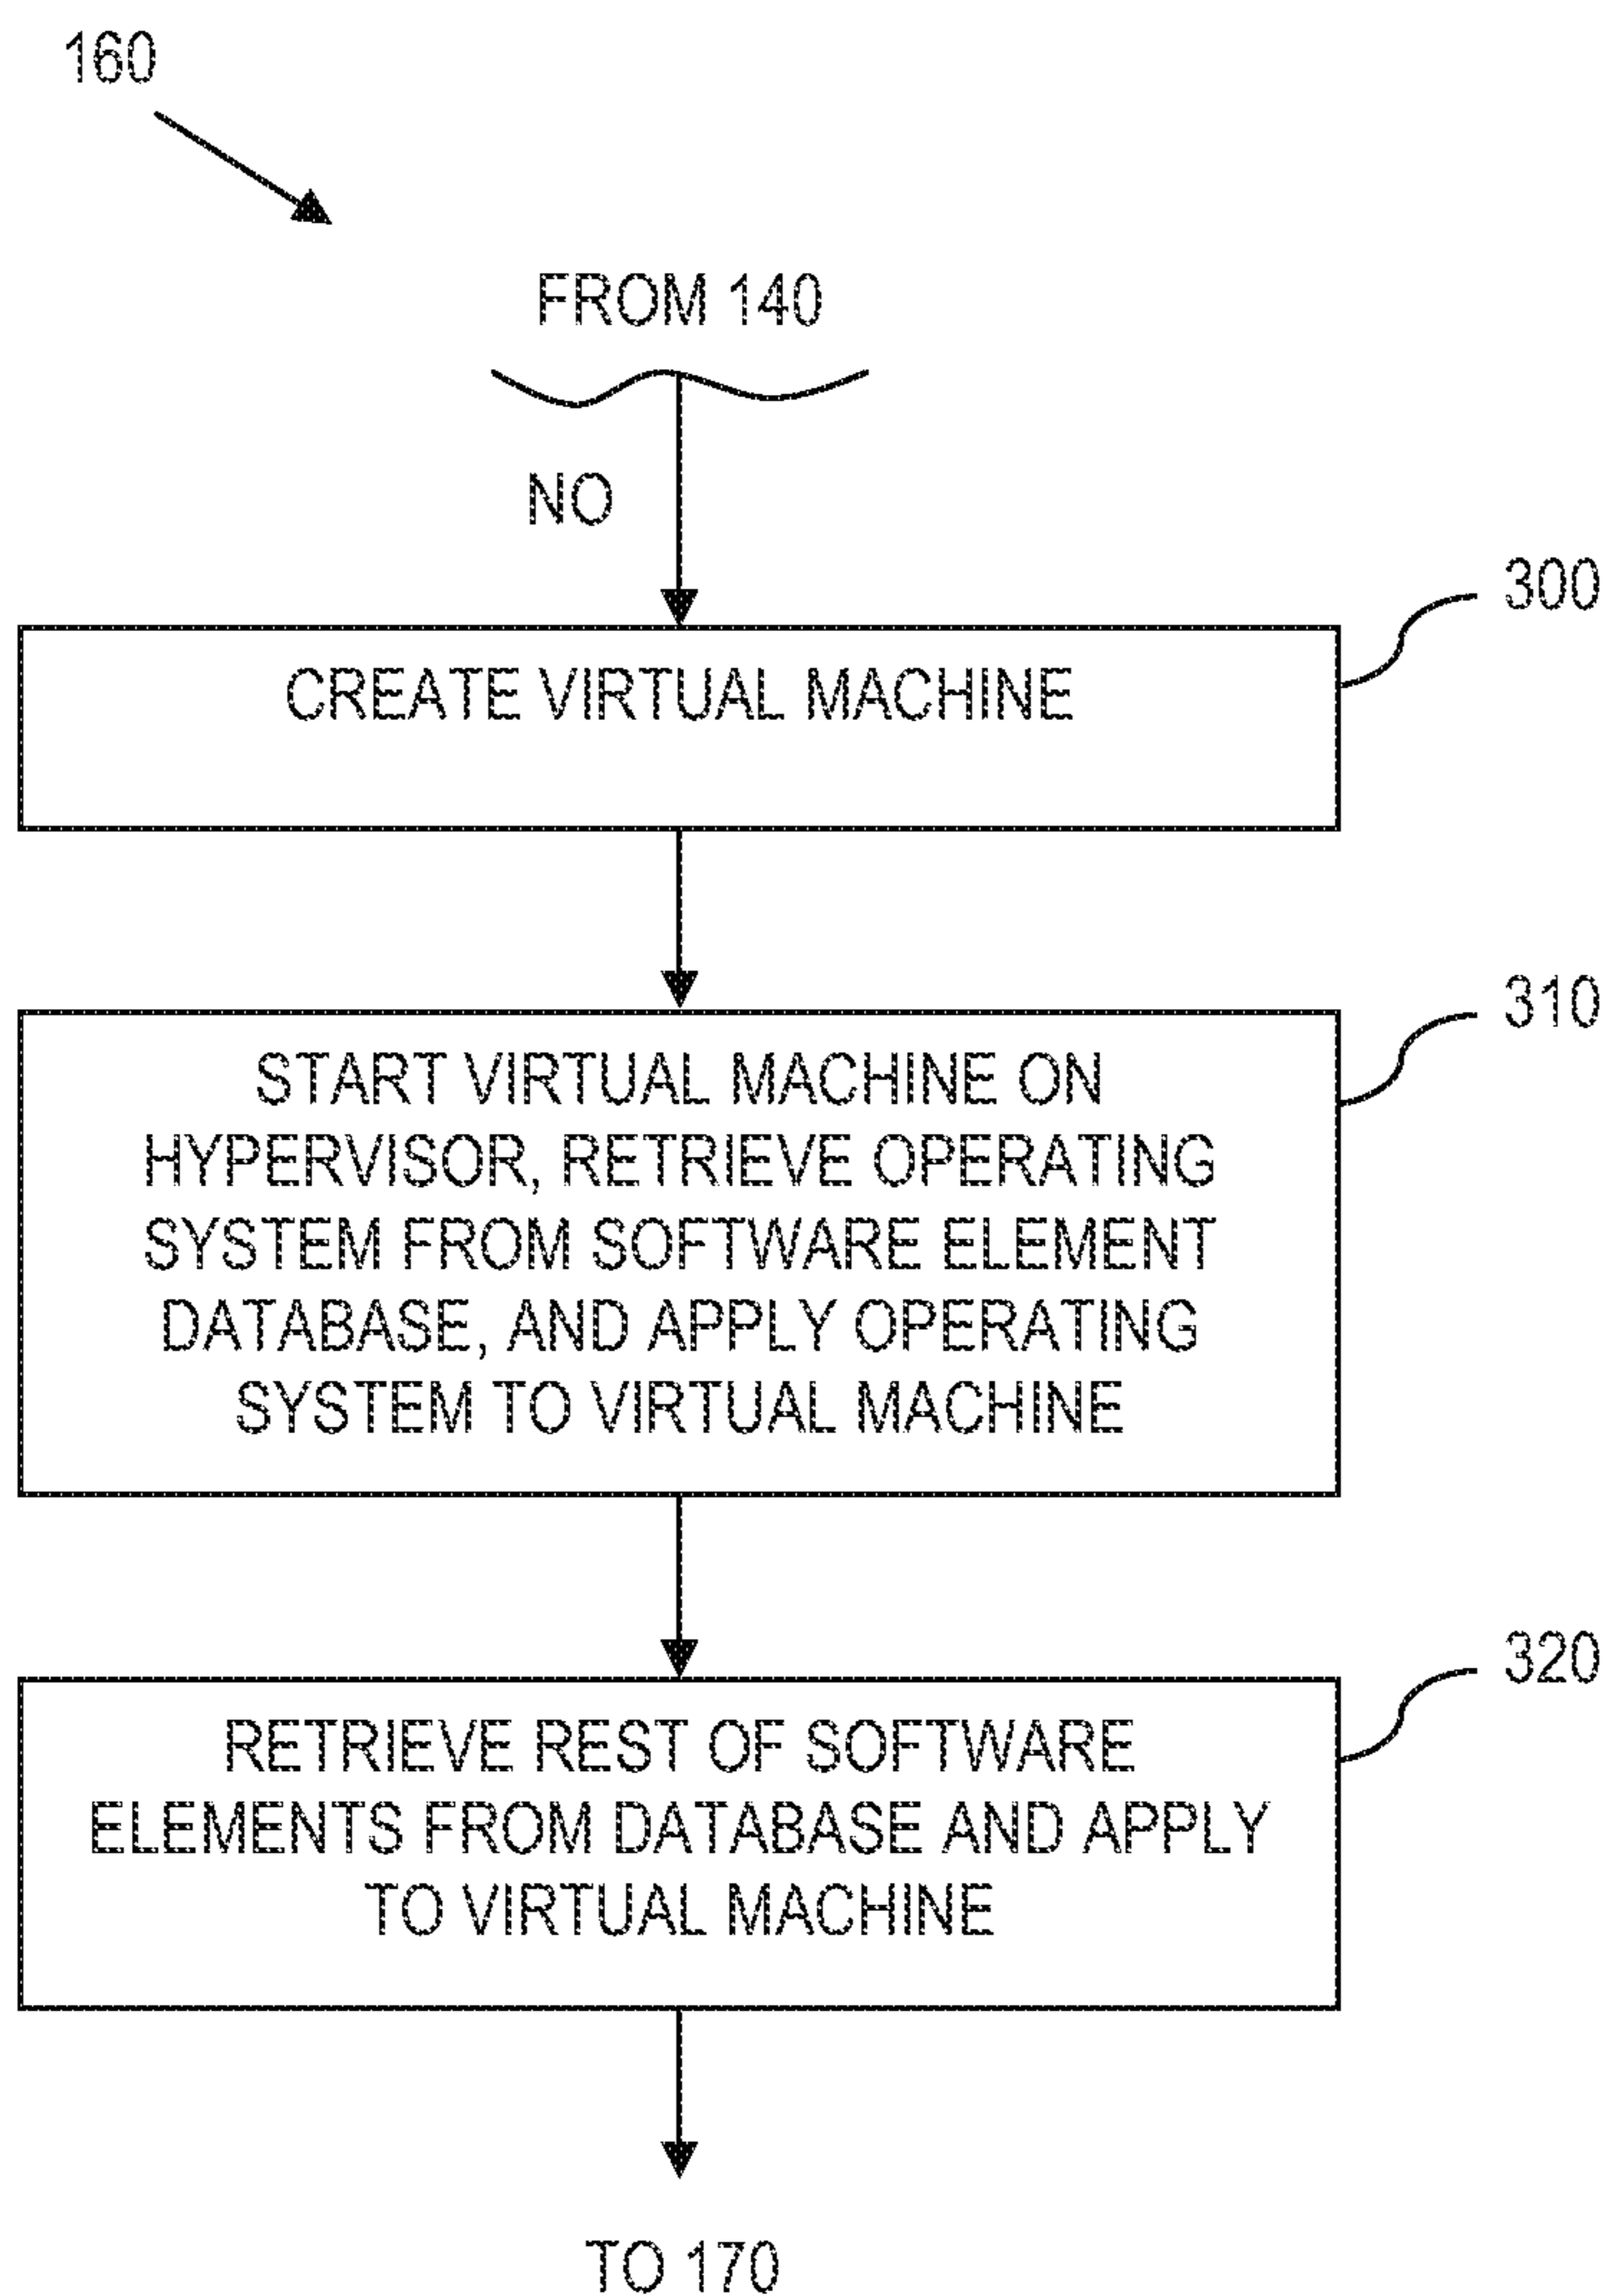 160
FROM 140
NO
300
CREATE VIRTUAL MACHINE
310
START VIRTUAL MACHINE ON
HYPERVISOR, RETRIEVE OPERATING
SYSTEM FROM SOFTWARE ELEMENT
DATABASE, AND APPLY OPERATING
SYSTEM TO VIRTUAL MACHINE
320
RETRIEVE REST OF SOFTWARE
ELEMENTS FROM DATABASE AND APPLY
TO VIRTUAL MACHINE
TO 170